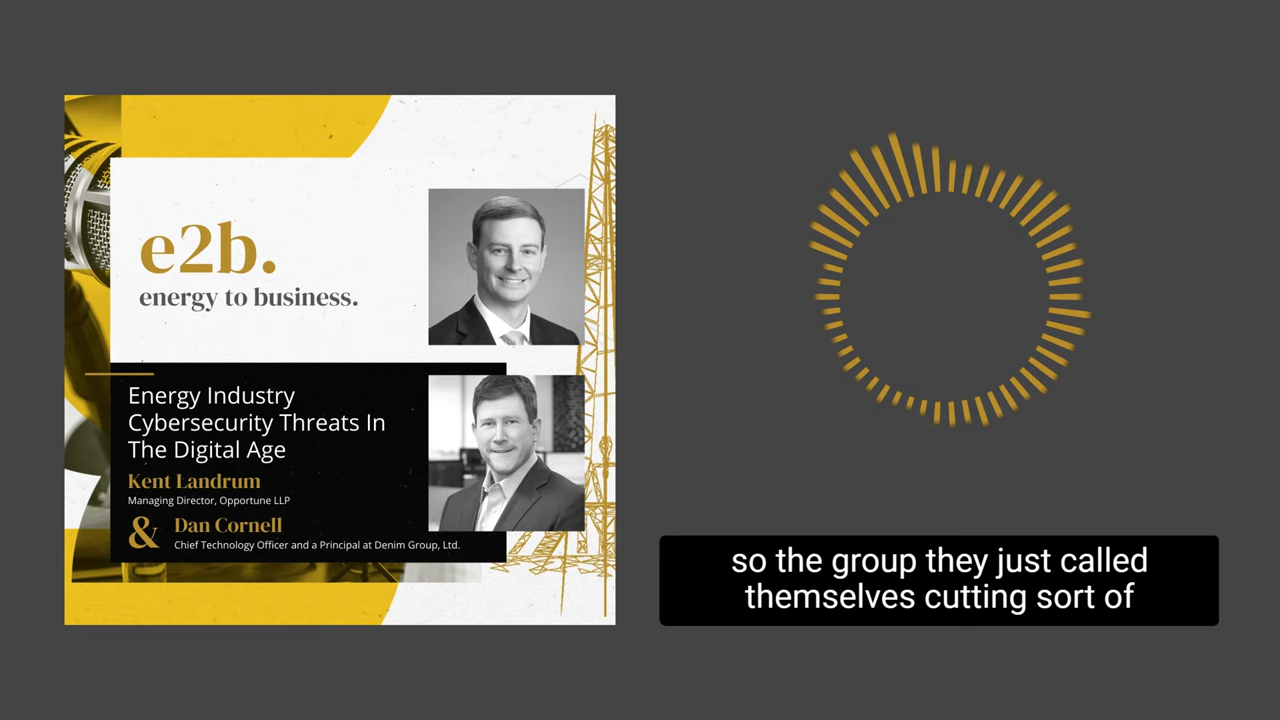 e2b.
energy to business.
Energy Industry
Cybersecurity Threats In
The Digital Age
Kent Landrum
Managing Director, Opportune LLP
& Dan Cornell
Chief Technology Officer and a Principal at Denim Group, Ltd.
so the group they just called
themselves cutting sort of